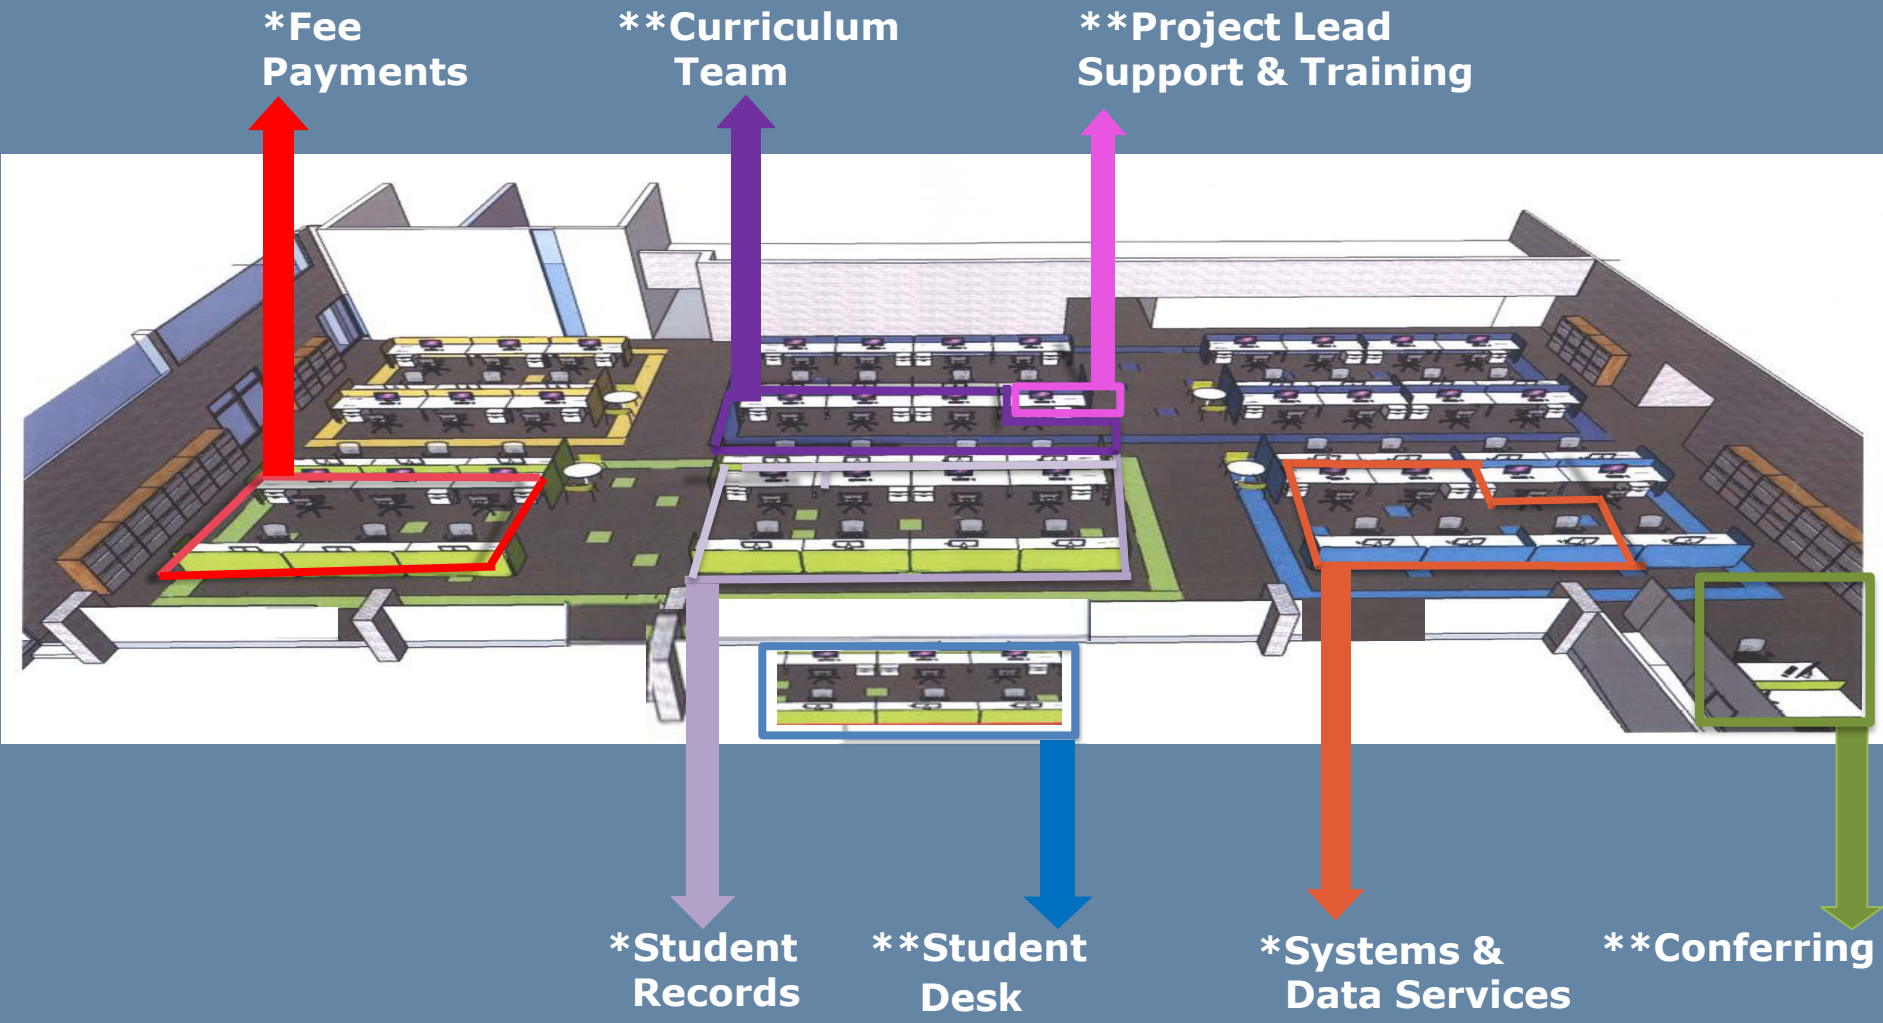 *Fee
Payments
**Curriculum
Team
**Project Lead
Support & Training
*Student
Records
**Student
Desk
*Systems &
Data Services
**Conferring